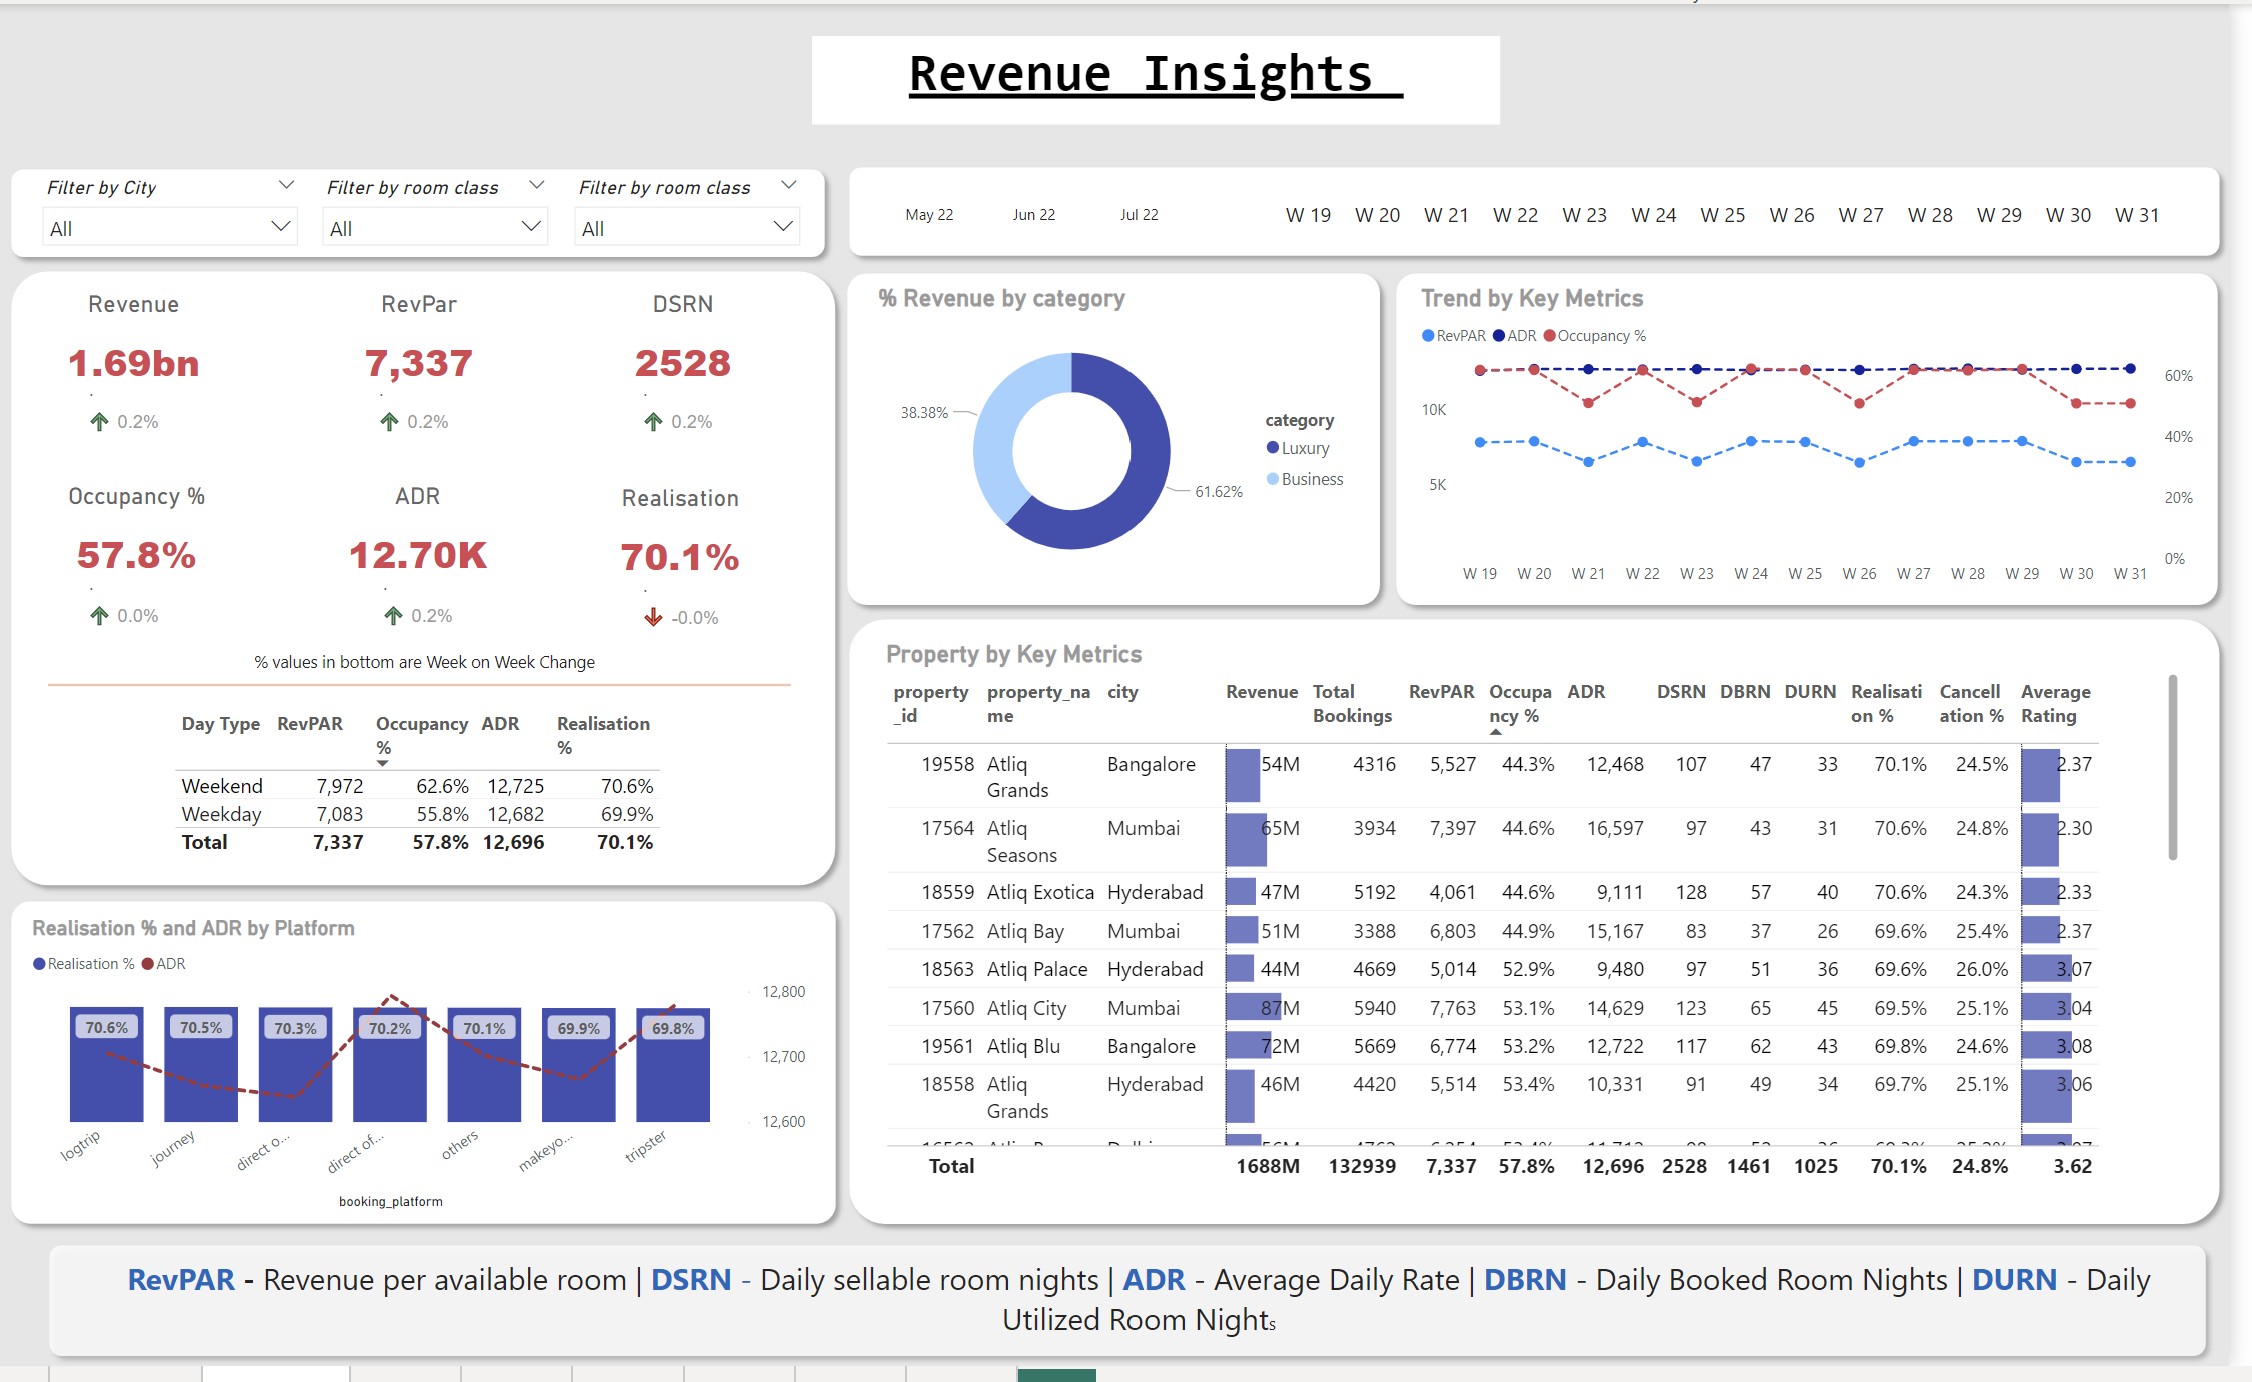 Revenue Insights
Filter by City
All
Filter by room class
All
Filter by room class
All
May 22 Jun 22 Jul 22
W 19 W 20 W 21 W 22 W 23 W 24 W 25 W 26 W 27 W 28 W 29 W 30 W 31
Revenue RevPar DSRN
1.69bn 7,337 2528
0.2% 0.2% 0.2%
Occupancy % ADR Realisation
57.8% 12.70K 70.1%
0.0% 0.2% -0.0%
% values in bottom are Week on Week Change
Day Type RevPAR Occupancy % ADR Realisation %
Weekend 7,972 62.6% 12,725 70.6%
Weekday 7,083 55.8% 12,682 69.9%
Total 7,337 57.8% 12,696 70.1%
% Revenue by category
38.38%
61.62%
category
Luxury
Business
Trend by Key Metrics
RevPAR ADR Occupancy %
10K
5K
60%
40%
20%
0%
W 19 W 20 W 21 W 22 W 23 W 24 W 25 W 26 W 27 W 28 W 29 W 30 W 31
Realisation % and ADR by Platform
Realisation % ADR
70.6% 70.5% 70.3% 70.2% 70.1% 69.9% 69.8%
12,800
12,700
12,600
logtrip journey direct o... direct of... others makeyo... tripster
booking_platform
Property by Key Metrics
property_id property_name city Revenue Total Bookings RevPAR Occupancy % ADR DSRN DBRN DURN Realisation % Cancellation % Average Rating
19558 Atliq Grands Bangalore 54M 4316 5,527 44.3% 12,468 107 47 33 70.1% 24.5% 2.37
17564 Atliq Seasons Mumbai 65M 3934 7,397 44.6% 16,597 97 43 31 70.6% 24.8% 2.30
18559 Atliq Exotica Hyderabad 47M 5192 4,061 44.6% 9,111 128 57 40 70.6% 24.3% 2.33
17562 Atliq Bay Mumbai 51M 3388 6,803 44.9% 15,167 83 37 26 69.6% 25.4% 2.37
18563 Atliq Palace Hyderabad 44M 4669 5,014 52.9% 9,480 97 51 36 69.6% 26.0% 3.07
17560 Atliq City Mumbai 87M 5940 7,763 53.1% 14,629 123 65 45 69.5% 25.1% 3.04
19561 Atliq Blu Bangalore 72M 5669 6,774 53.2% 12,722 117 62 43 69.8% 24.6% 3.08
18558 Atliq Grands Hyderabad 46M 4420 5,514 53.4% 10,331 91 49 34 69.7% 25.1% 3.06
Total 1688M 132939 7,337 57.8% 12,696 2528 1461 1025 70.1% 24.8% 3.62
RevPAR - Revenue per available room | DSRN - Daily sellable room nights | ADR - Average Daily Rate | DBRN - Daily Booked Room Nights | DURN - Daily
Utilized Room Nights